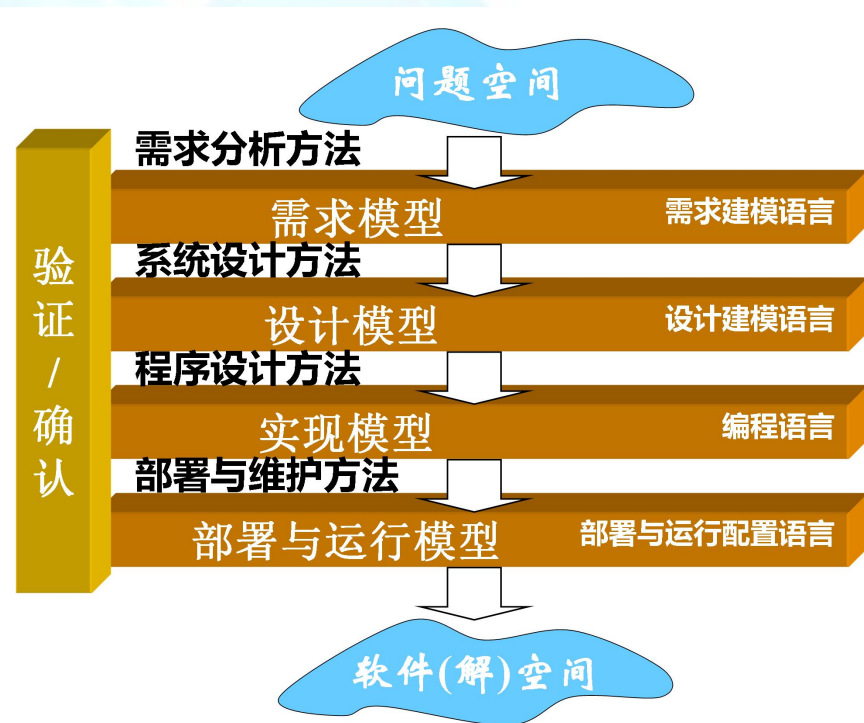 问题空间
需求分析方法
需求模型
需求建模语言
系统设计方法
设计模型
设计建模语言
程序设计方法
实现模型
编程语言
部署与维护方法
部署与运行模型
部署与运行配置语言
验证/确认
软件(解)空间